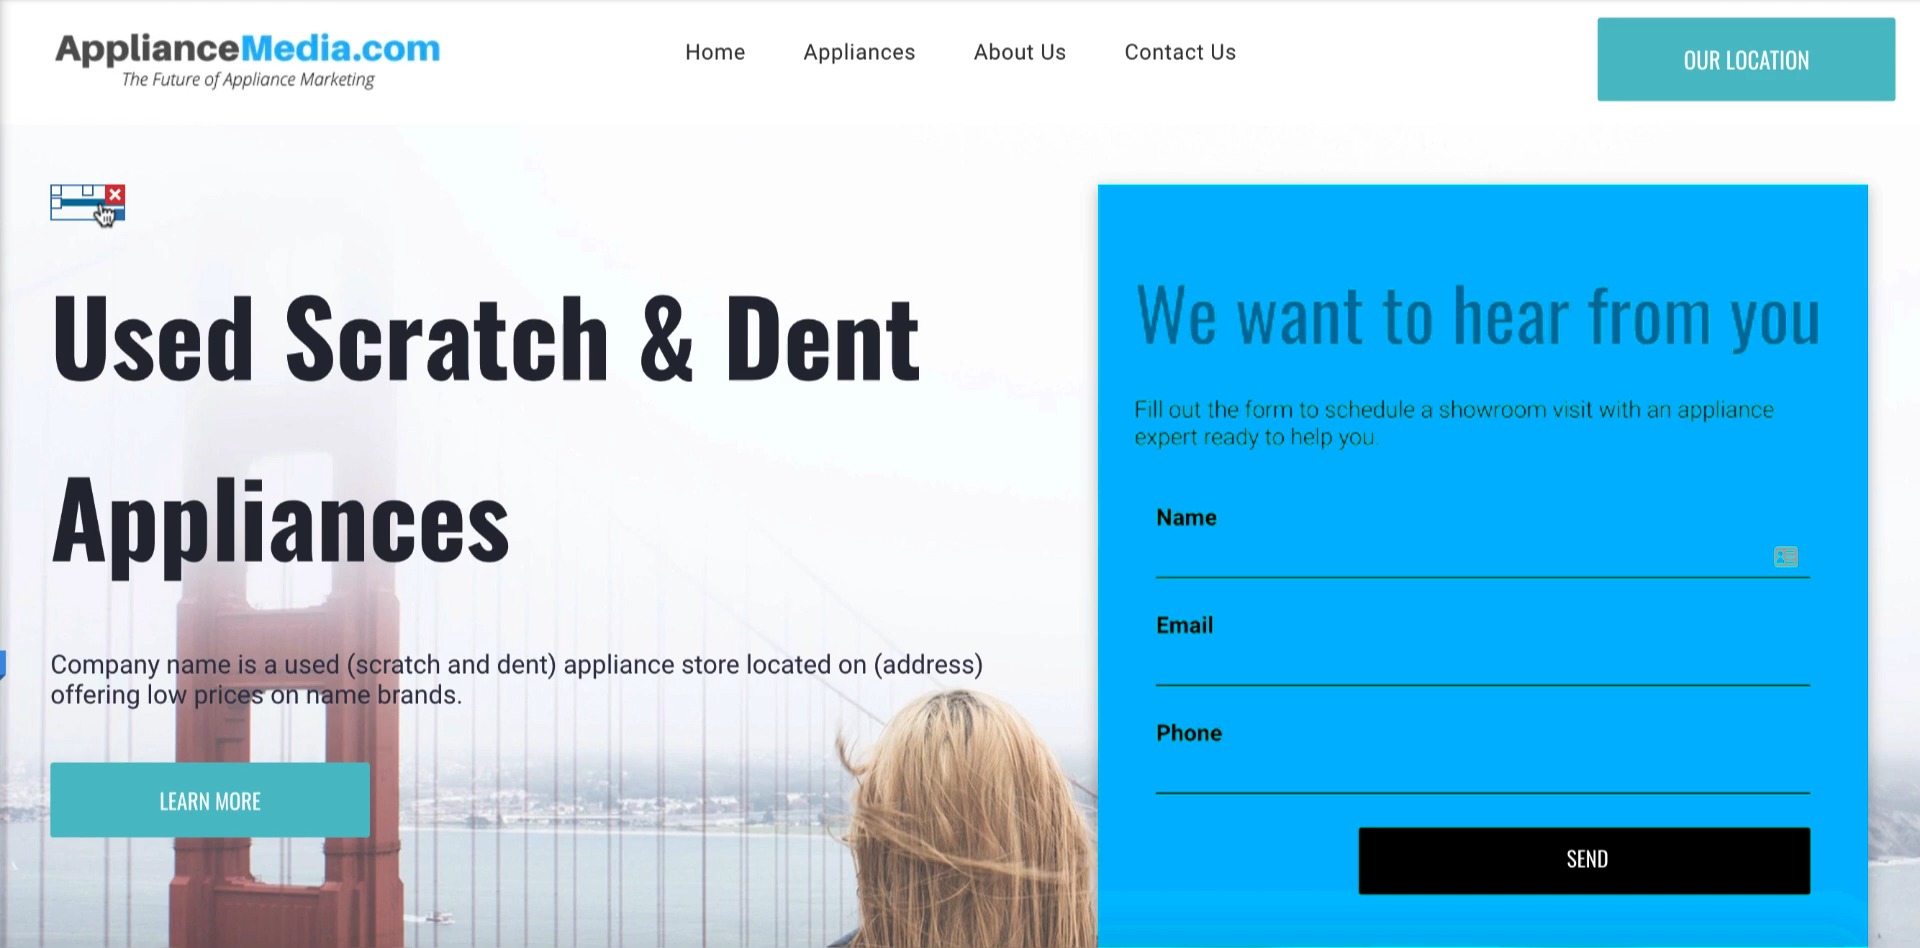 ApplianceMedia.com
The Future of Appliance Marketing
Home
Appliances
About Us
Contact Us
OUR LOCATION
Used Scratch & Dent
Appliances
Company name is a used (scratch and dent) appliance store located on (address)
offering low prices on name brands.
LEARN MORE
We want to hear from you
Fill out the form to schedule a showroom visit with an appliance
expert ready to help you.
Name
Email
Phone
SEND